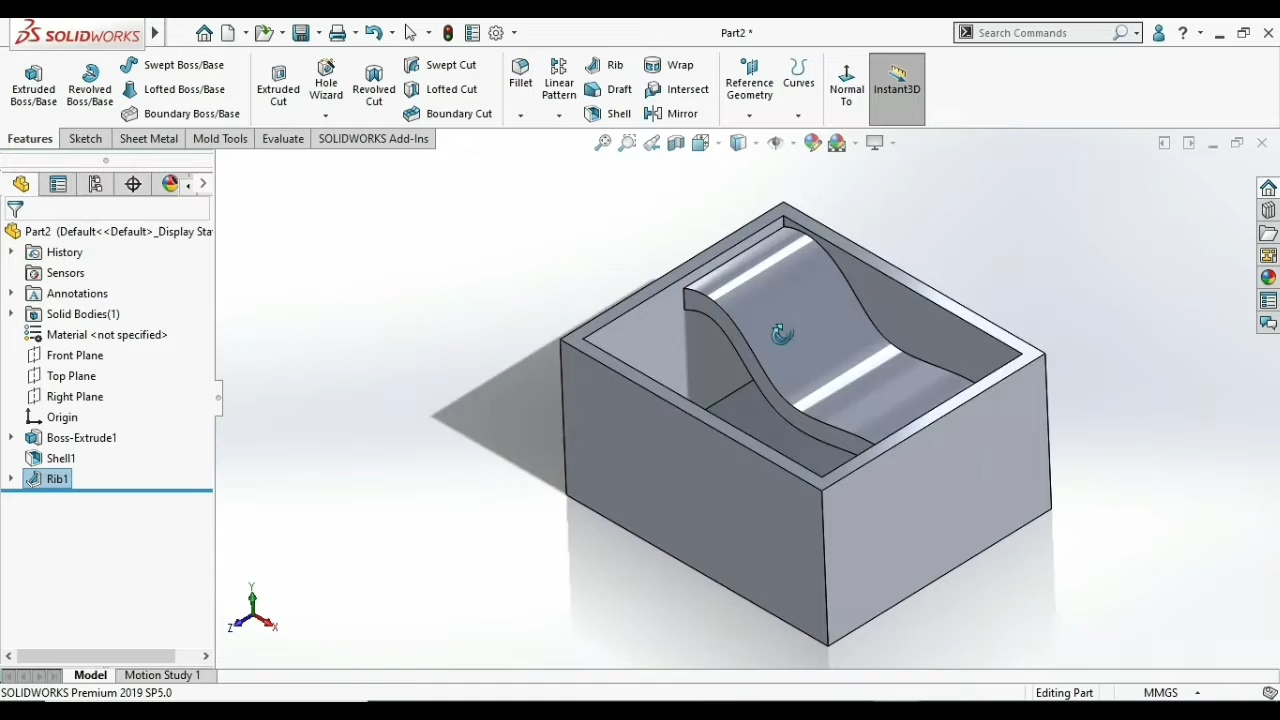 SOLIDWORKS
Part2 *
Search Commands
Extruded Boss/Base
Revolved Boss/Base
Swept Boss/Base
Lofted Boss/Base
Boundary Boss/Base
Extruded Cut
Hole Wizard
Revolved Cut
Swept Cut
Lofted Cut
Boundary Cut
Fillet
Linear Pattern
Rib
Draft
Shell
Wrap
Intersect
Mirror
Reference Geometry
Curves
Normal To
Instant3D
Features
Sketch
Sheet Metal
Mold Tools
Evaluate
SOLIDWORKS Add-Ins
Part2 (Default<<Default>_Display Sta
History
Sensors
Annotations
Solid Bodies(1)
Material <not specified>
Front Plane
Top Plane
Right Plane
Origin
Boss-Extrude1
Shell1
Rib1
Y
Z
X
Model
Motion Study 1
SOLIDWORKS Premium 2019 SP5.0
Editing Part
MMGS